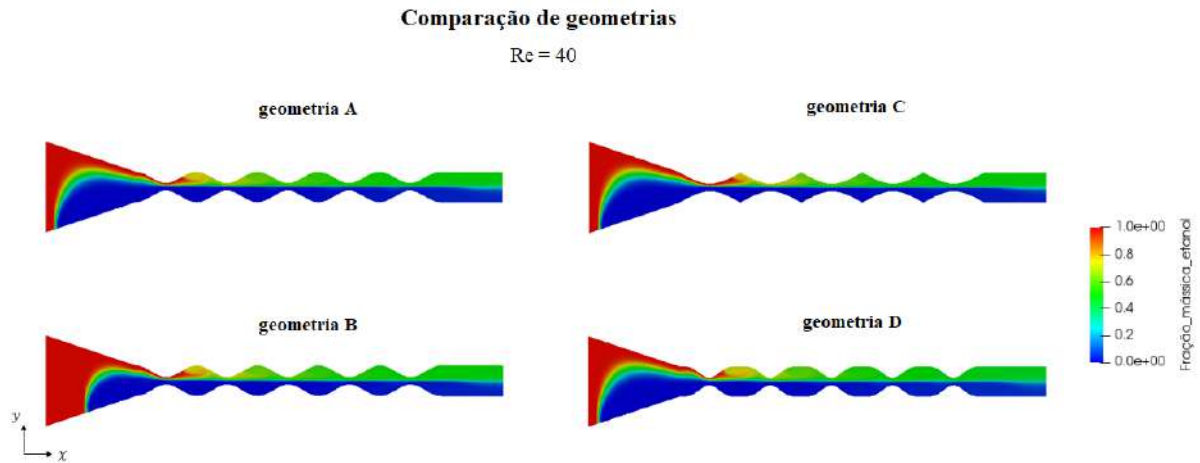 Comparação de geometrias
Re = 40
geometria A
geometria C
geometria B
geometria D
1.0e+00
0.8
0.6
0.4
0.2
0.0e+00
Fração_mássica_etanol
y
x